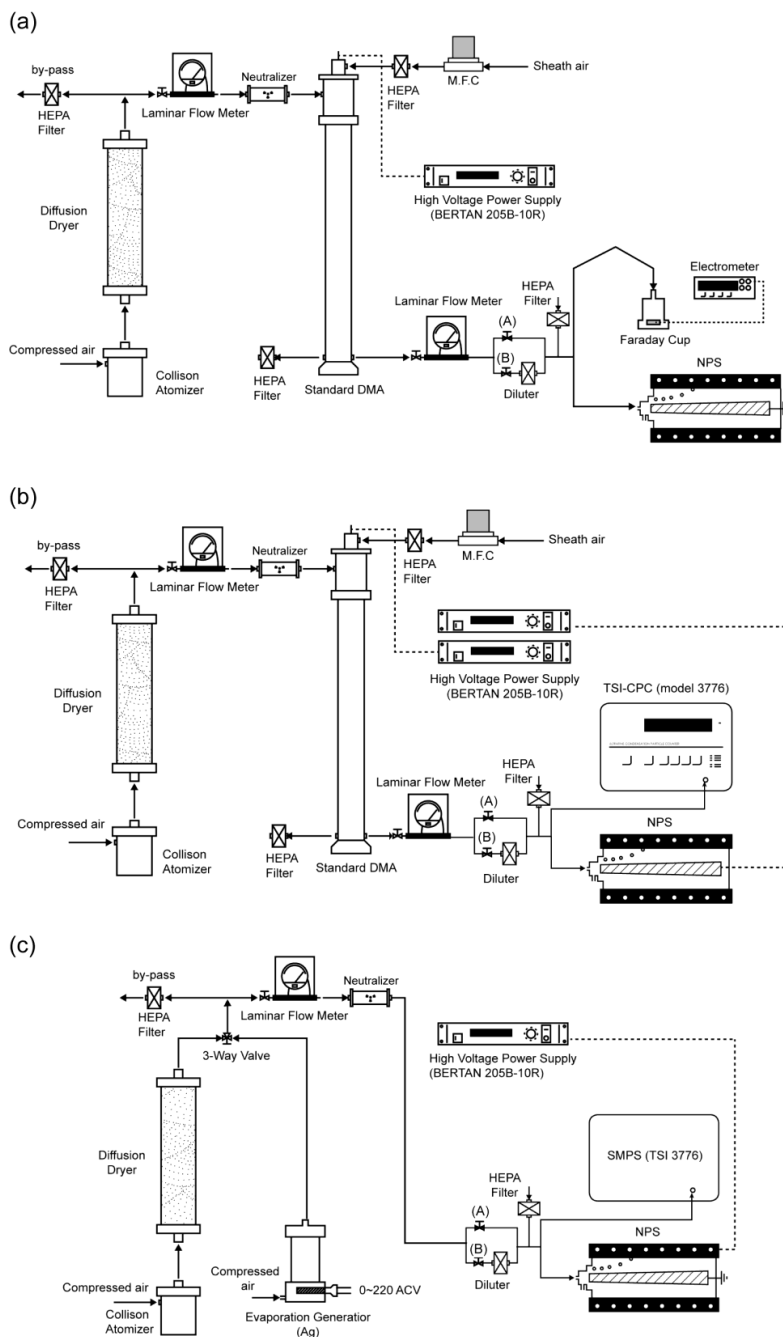 (a)
by-pass
HEPA
Filter
Laminar Flow Meter
Neutralizer
HEPA
Filter
M.F.C
Sheath air
Diffusion
Dryer
High Voltage Power Supply
(BERTAN 205B-10R)
Compressed air
Collison
Atomizer
HEPA
Filter
Standard DMA
Laminar Flow Meter
(A)
(B)
Diluter
HEPA
Filter
Electrometer
Faraday Cup
NPS
(b)
by-pass
HEPA
Filter
Laminar Flow Meter
Neutralizer
HEPA
Filter
M.F.C
Sheath air
Diffusion
Dryer
High Voltage Power Supply
(BERTAN 205B-10R)
TSI-CPC (model 3776)
Compressed air
Collison
Atomizer
HEPA
Filter
Standard DMA
Laminar Flow Meter
(A)
(B)
Diluter
HEPA
Filter
NPS
(c)
by-pass
HEPA
Filter
Laminar Flow Meter
Neutralizer
3-Way Valve
High Voltage Power Supply
(BERTAN 205B-10R)
Diffusion
Dryer
SMPS (TSI 3776)
HEPA
Filter
(A)
(B)
Diluter
NPS
Compressed air
Collison
Atomizer
Compressed
air
0~220 ACV
Evaporation Generatior
(Ag)